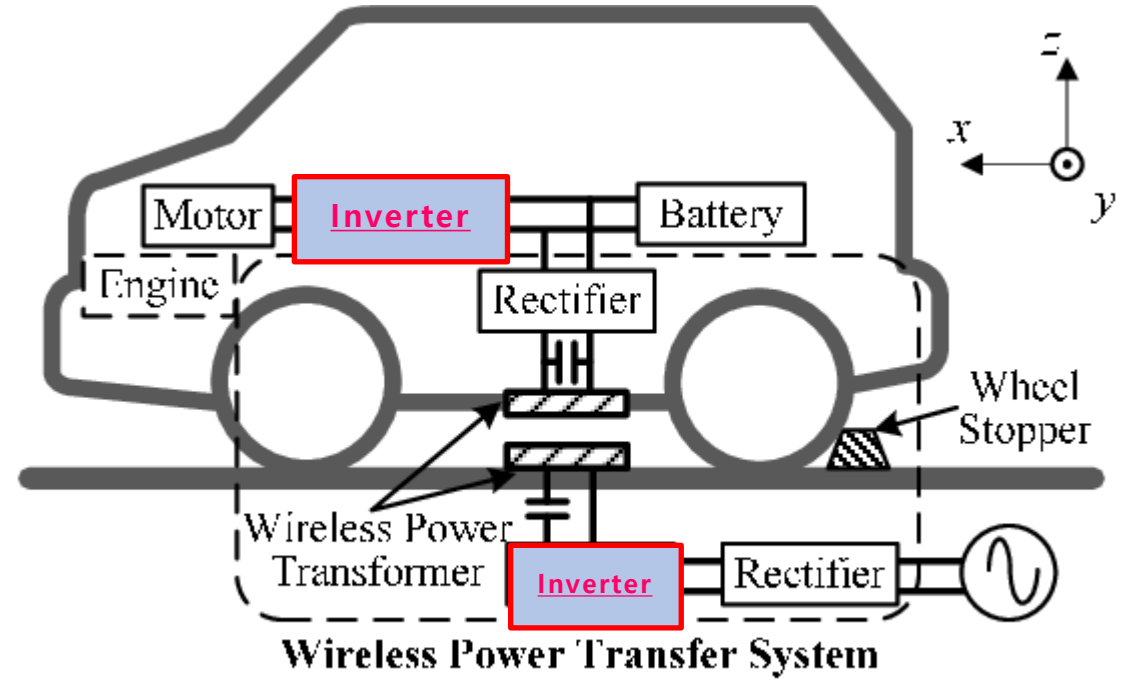 z
x
y
Motor
Inverter
Battery
Engine
Rectifier
Wheel
Stopper
Wireless Power
Transformer
Inverter
Rectifier
Wireless Power Transfer System